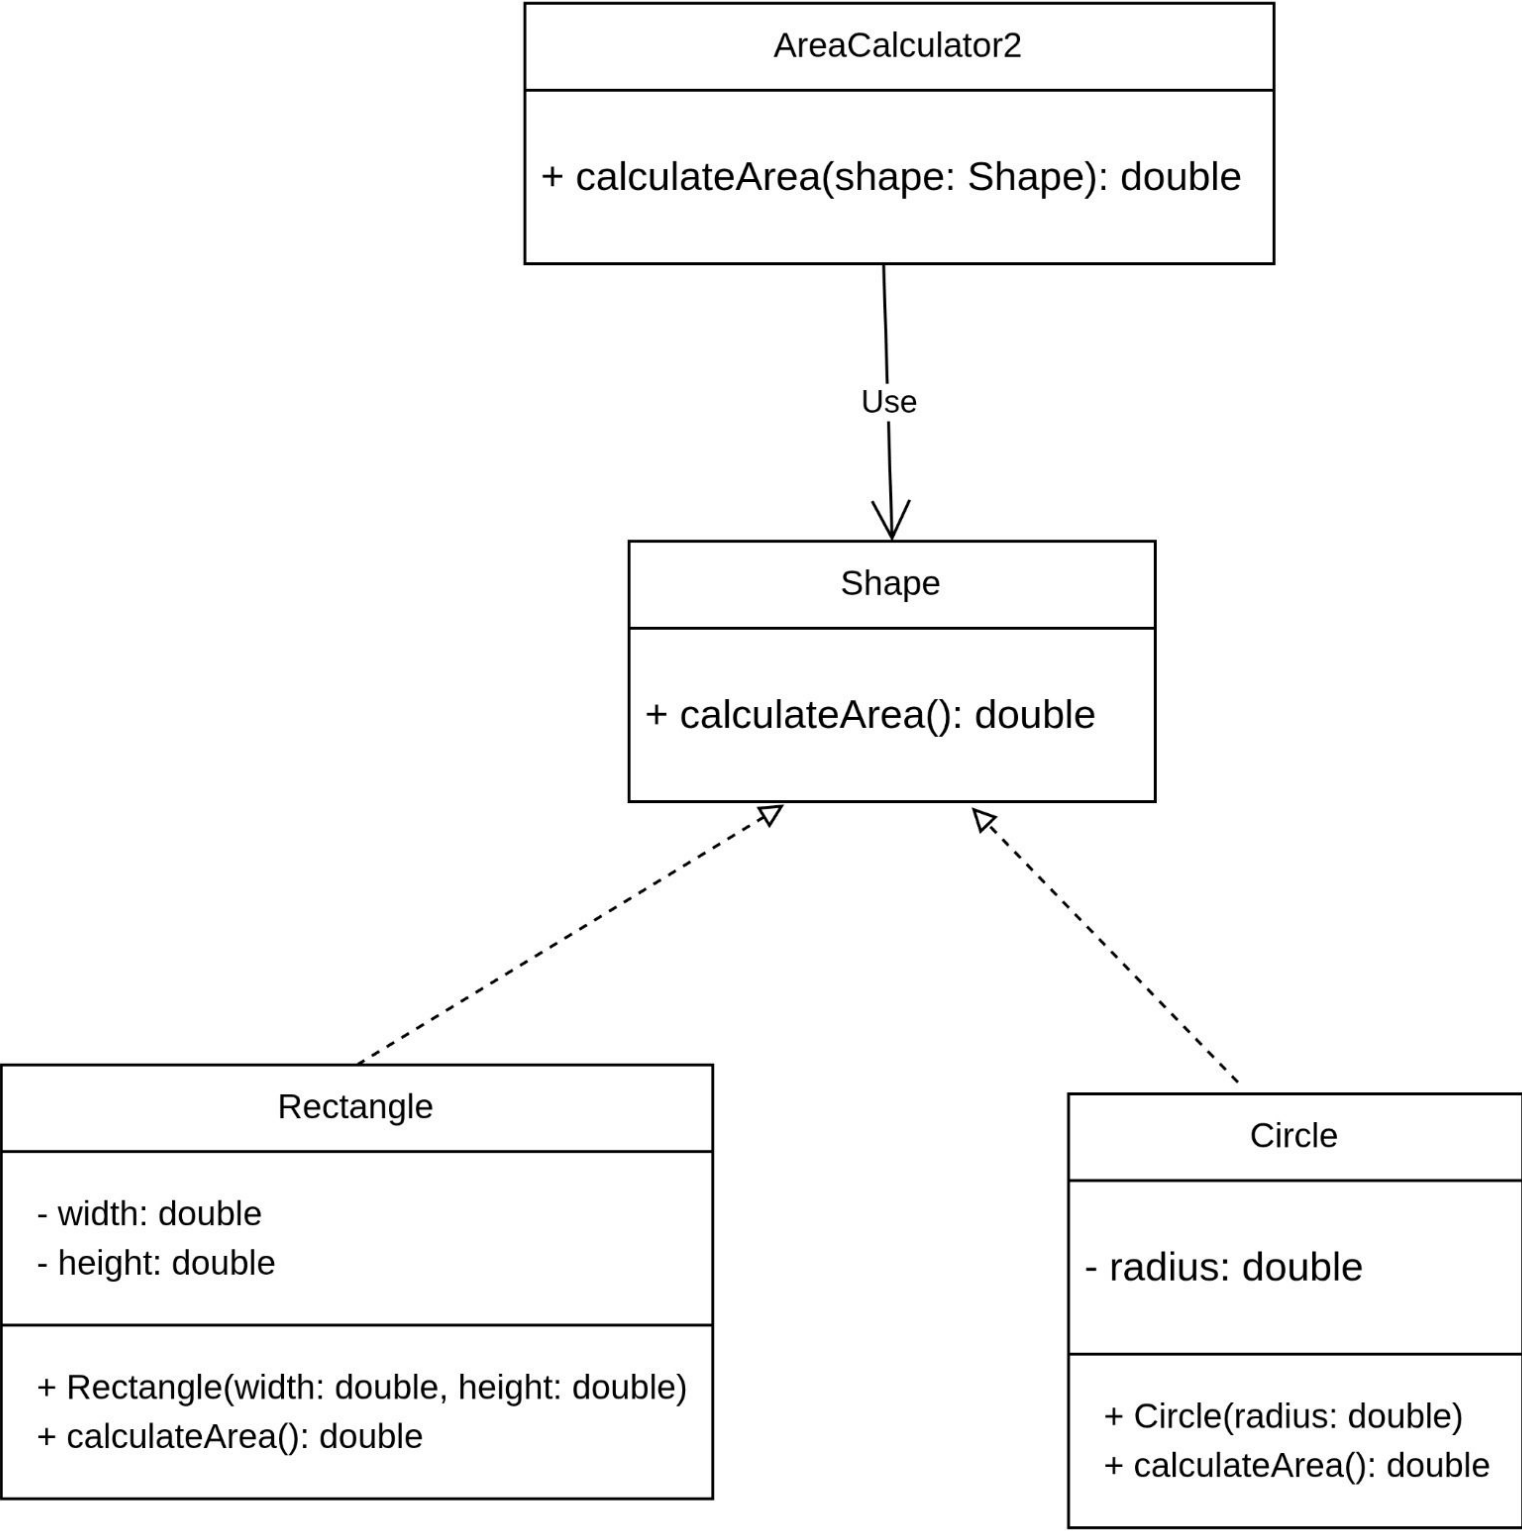 AreaCalculator2
+ calculateArea(shape: Shape): double
Use
Shape
+ calculateArea(): double
Rectangle
- width: double
- height: double
+ Rectangle(width: double, height: double)
+ calculateArea(): double
Circle
- radius: double
+ Circle(radius: double)
+ calculateArea(): double